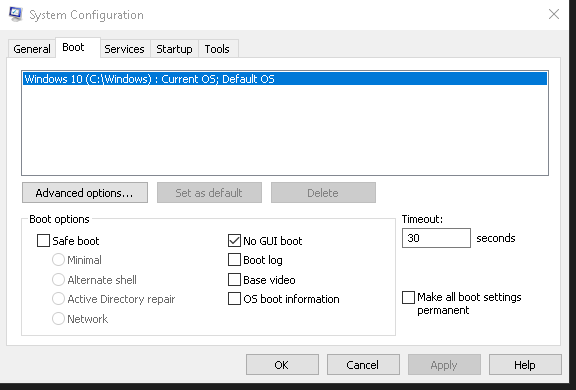 System Configuration
General Boot Services Startup Tools
Windows 10 (C:\Windows) : Current OS; Default OS
Advanced options... Set as default Delete
Boot options
Safe boot
Minimal
Alternate shell
Active Directory repair
Network
No GUI boot
Boot log
Base video
OS boot information
Timeout:
30 seconds
Make all boot settings
permanent
OK Cancel Apply Help